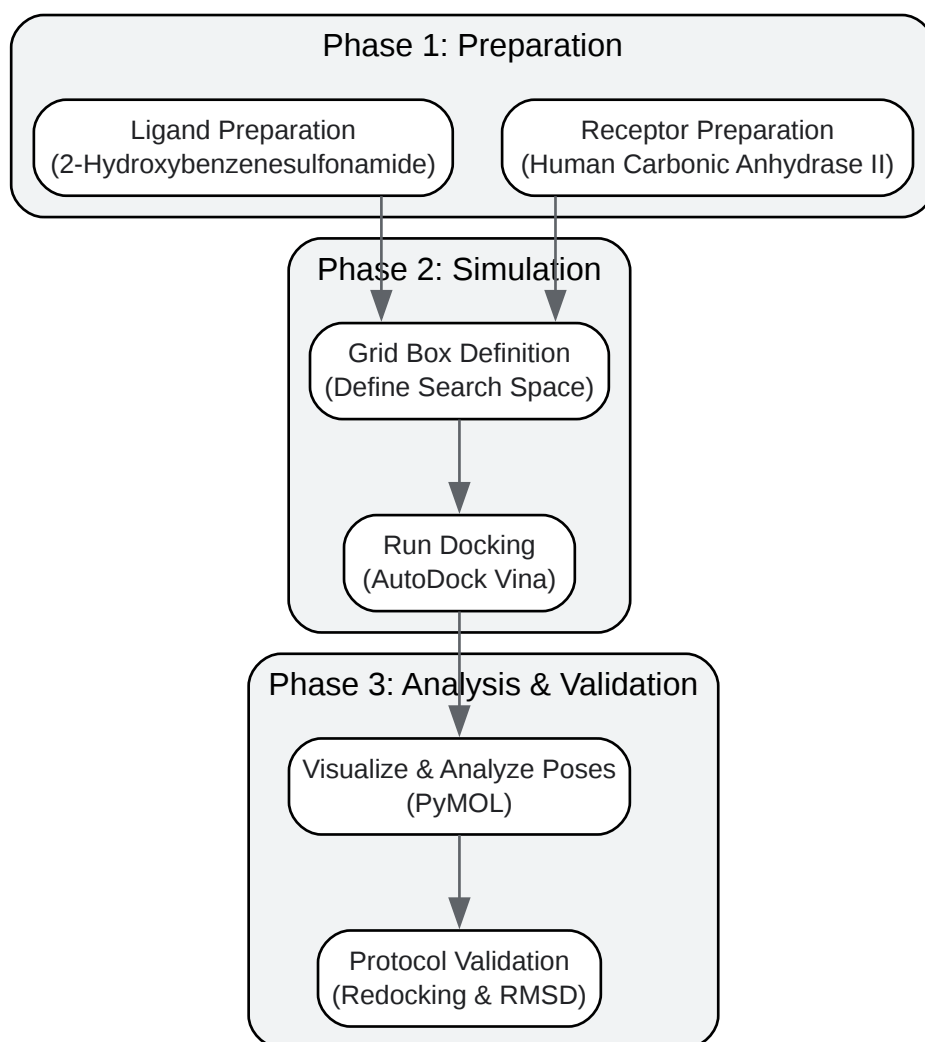 Phase 1: Preparation
Ligand Preparation
(2-Hydroxybenzenesulfonamide)
Receptor Preparation
(Human Carbonic Anhydrase II)
Phase 2: Simulation
Grid Box Definition
(Define Search Space)
Run Docking
(AutoDock Vina)
Phase 3: Analysis & Validation
Visualize & Analyze Poses
(PyMOL)
Protocol Validation
(Redocking & RMSD)